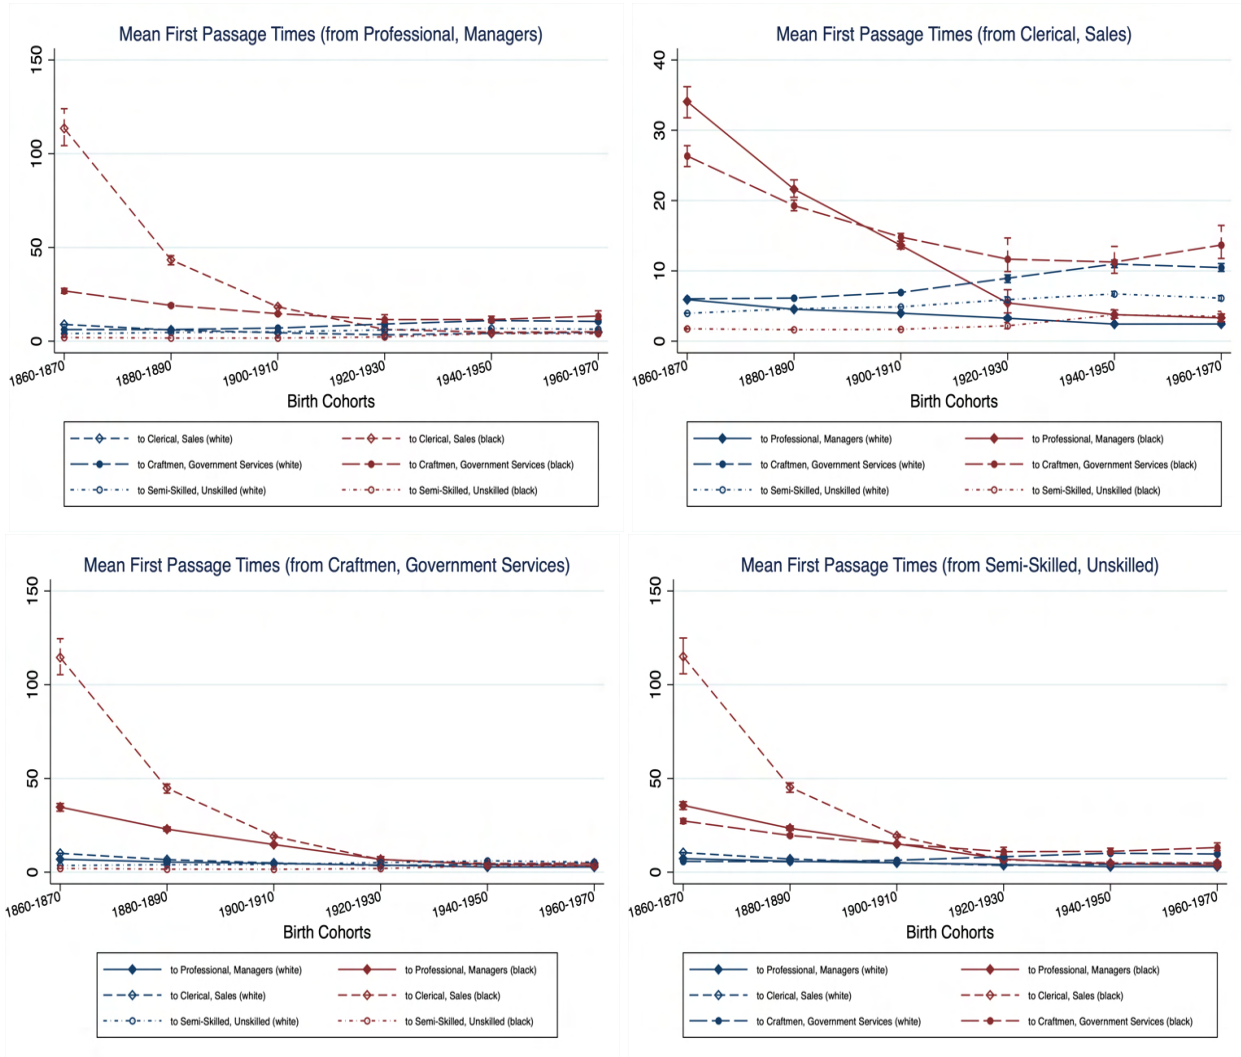 Mean First Passage Times (from Professional, Managers)
150
100
50
0
1860-1870
1880-1890
1900-1910
1920-1930
1940-1950
1960-1970
Birth Cohorts
to Clerical, Sales (white)
to Clerical, Sales (black)
to Craftmen, Government Services (white)
to Craftmen, Government Services (black)
to Semi-Skilled, Unskilled (white)
to Semi-Skilled, Unskilled (black)
Mean First Passage Times (from Clerical, Sales)
40
30
20
10
0
1860-1870
1880-1890
1900-1910
1920-1930
1940-1950
1960-1970
Birth Cohorts
to Professional, Managers (white)
to Professional, Managers (black)
to Craftmen, Government Services (white)
to Craftmen, Government Services (black)
to Semi-Skilled, Unskilled (white)
to Semi-Skilled, Unskilled (black)
Mean First Passage Times (from Craftmen, Government Services)
150
100
50
0
1860-1870
1880-1890
1900-1910
1920-1930
1940-1950
1960-1970
Birth Cohorts
to Professional, Managers (white)
to Professional, Managers (black)
to Clerical, Sales (white)
to Clerical, Sales (black)
to Semi-Skilled, Unskilled (white)
to Semi-Skilled, Unskilled (black)
Mean First Passage Times (from Semi-Skilled, Unskilled)
150
100
50
0
1860-1870
1880-1890
1900-1910
1920-1930
1940-1950
1960-1970
Birth Cohorts
to Professional, Managers (white)
to Professional, Managers (black)
to Clerical, Sales (white)
to Clerical, Sales (black)
to Craftmen, Government Services (white)
to Craftmen, Government Services (black)